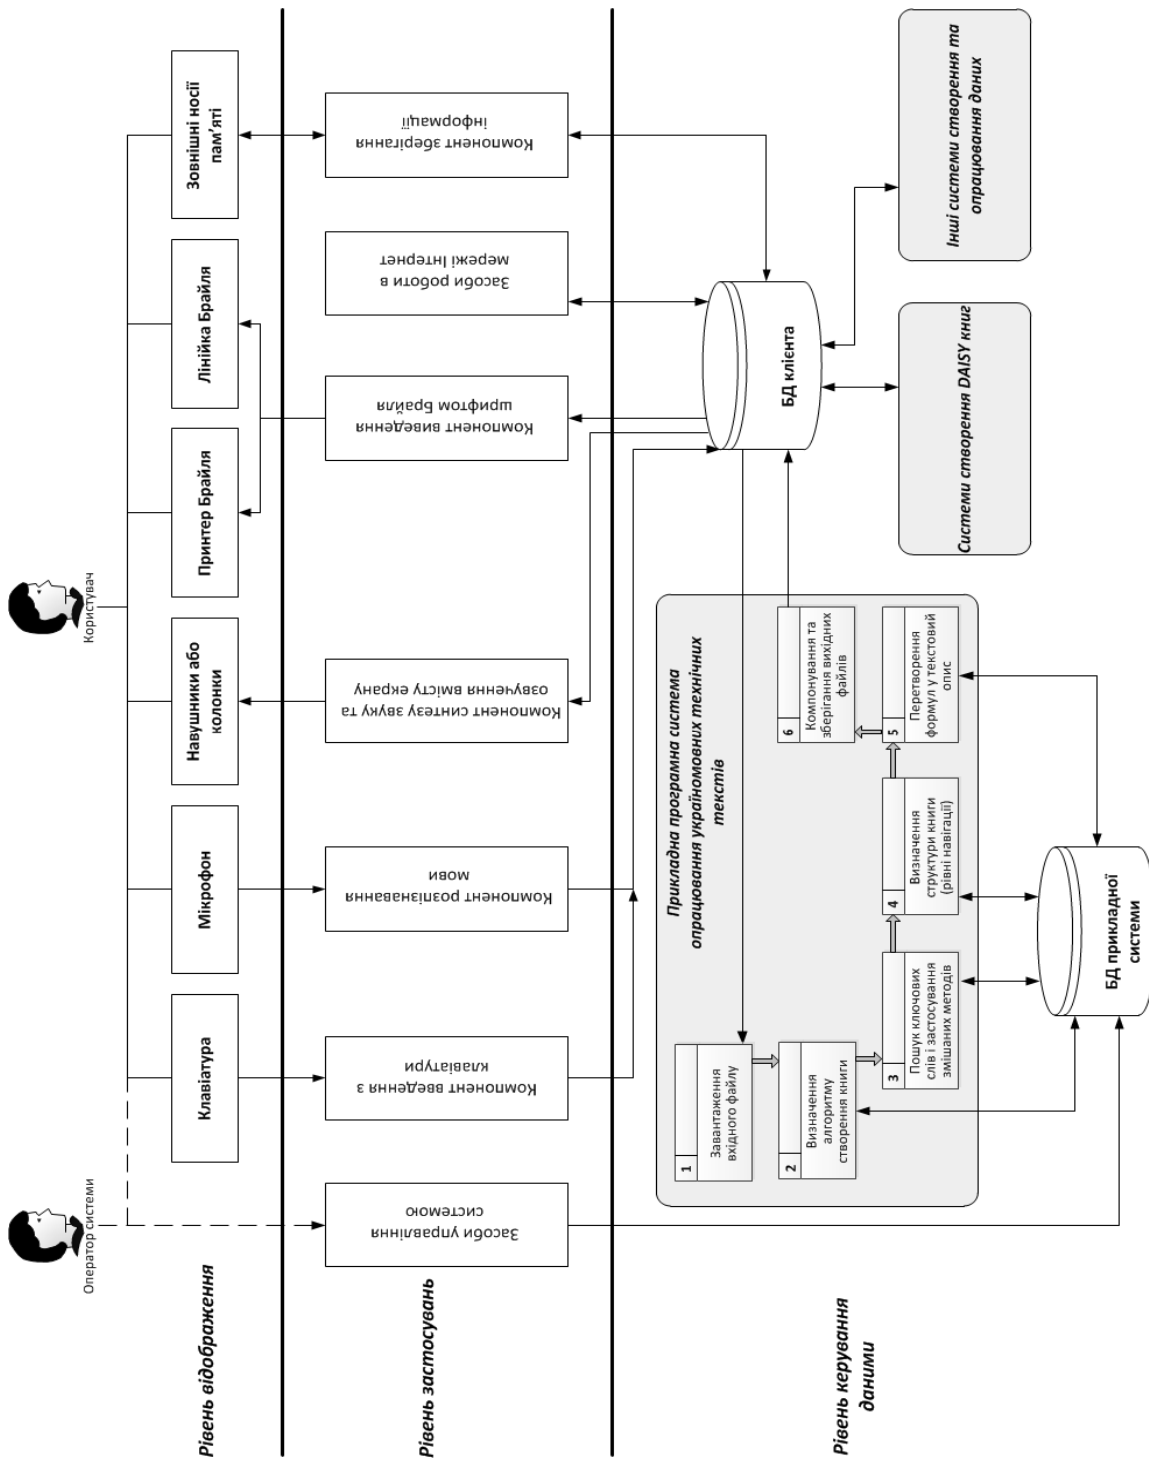 Оператор системи
Користувач
Рівень відображення
Клавіатура
Мікрофон
Навушники або
колонки
Принтер Брайля
Лінійка Брайля
Зовнішні носії
пам’яті
Рівень застосувань
Засоби управління
системою
Компонент введення з
клавіатури
Компонент розпізнавання
мови
Компонент синтезу звуку та
озвучення вмісту екрану
Компонент виведення
шрифтом Брайля
Засоби роботи в
мережі Інтернет
Компонент зберігання
інформації
Рівень керування
даними
Прикладна програмна система
опрацювання україномовних технічних
текстів
1
Завантаження
вхідного файлу
2
Визначення
алгоритму
створення книги
3
Пошук ключових
слів і застосування
змішаних методів
4
Визначення
структури книги
(рівні навігації)
5
Перетворення
формул у текстовий
опис
6
Компонування та
зберігання вихідних
файлів
БД клієнта
БД прикладної
системи
Системи створення DAISY книг
Інші системи створення та
опрацювання даних